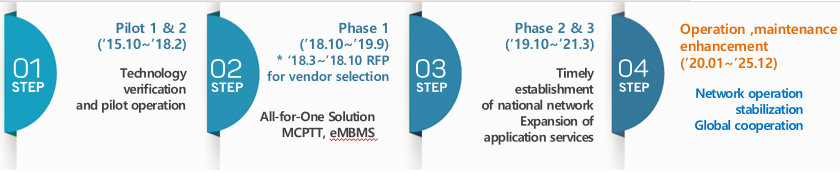 01
STEP
Pilot 1 & 2
('15.10~'18.2)
Technology
verification
and pilot operation
02
STEP
Phase 1
('18.10~'19.9)
* '18.3~'18.10 RFP
for vendor selection
All-for-One Solution
MCPTT, eMBMS
03
STEP
Phase 2 & 3
('19.10~'21.3)
Timely
establishment
of national network
Expansion of
application services
04
STEP
Operation ,maintenance
enhancement
('20.01~'25.12)
Network operation
stabilization
Global cooperation